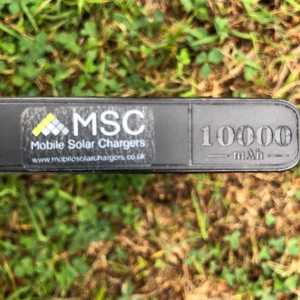 MSC
Mobile Solar Chargers
www.mobilesolarchargers.co.uk
10000
mAh